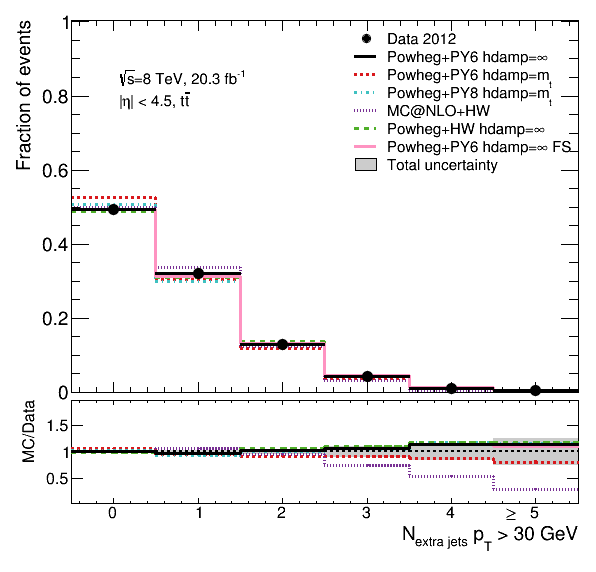 Fraction of events
1
0.8
0.6
0.4
0.2
0
√s=8 TeV, 20.3 fb⁻¹
|η| < 4.5, tt̄
Data 2012
Powheg+PY6 hdamp=∞
Powheg+PY6 hdamp=mₜ
Powheg+PY8 hdamp=mₜ
MC@NLO+HW
Powheg+HW hdamp=∞
Powheg+PY6 hdamp=∞ FS
Total uncertainty
MC/Data
1.5
1
0.5
0 1 2 3 4 ≥ 5
N extra jets p T > 30 GeV